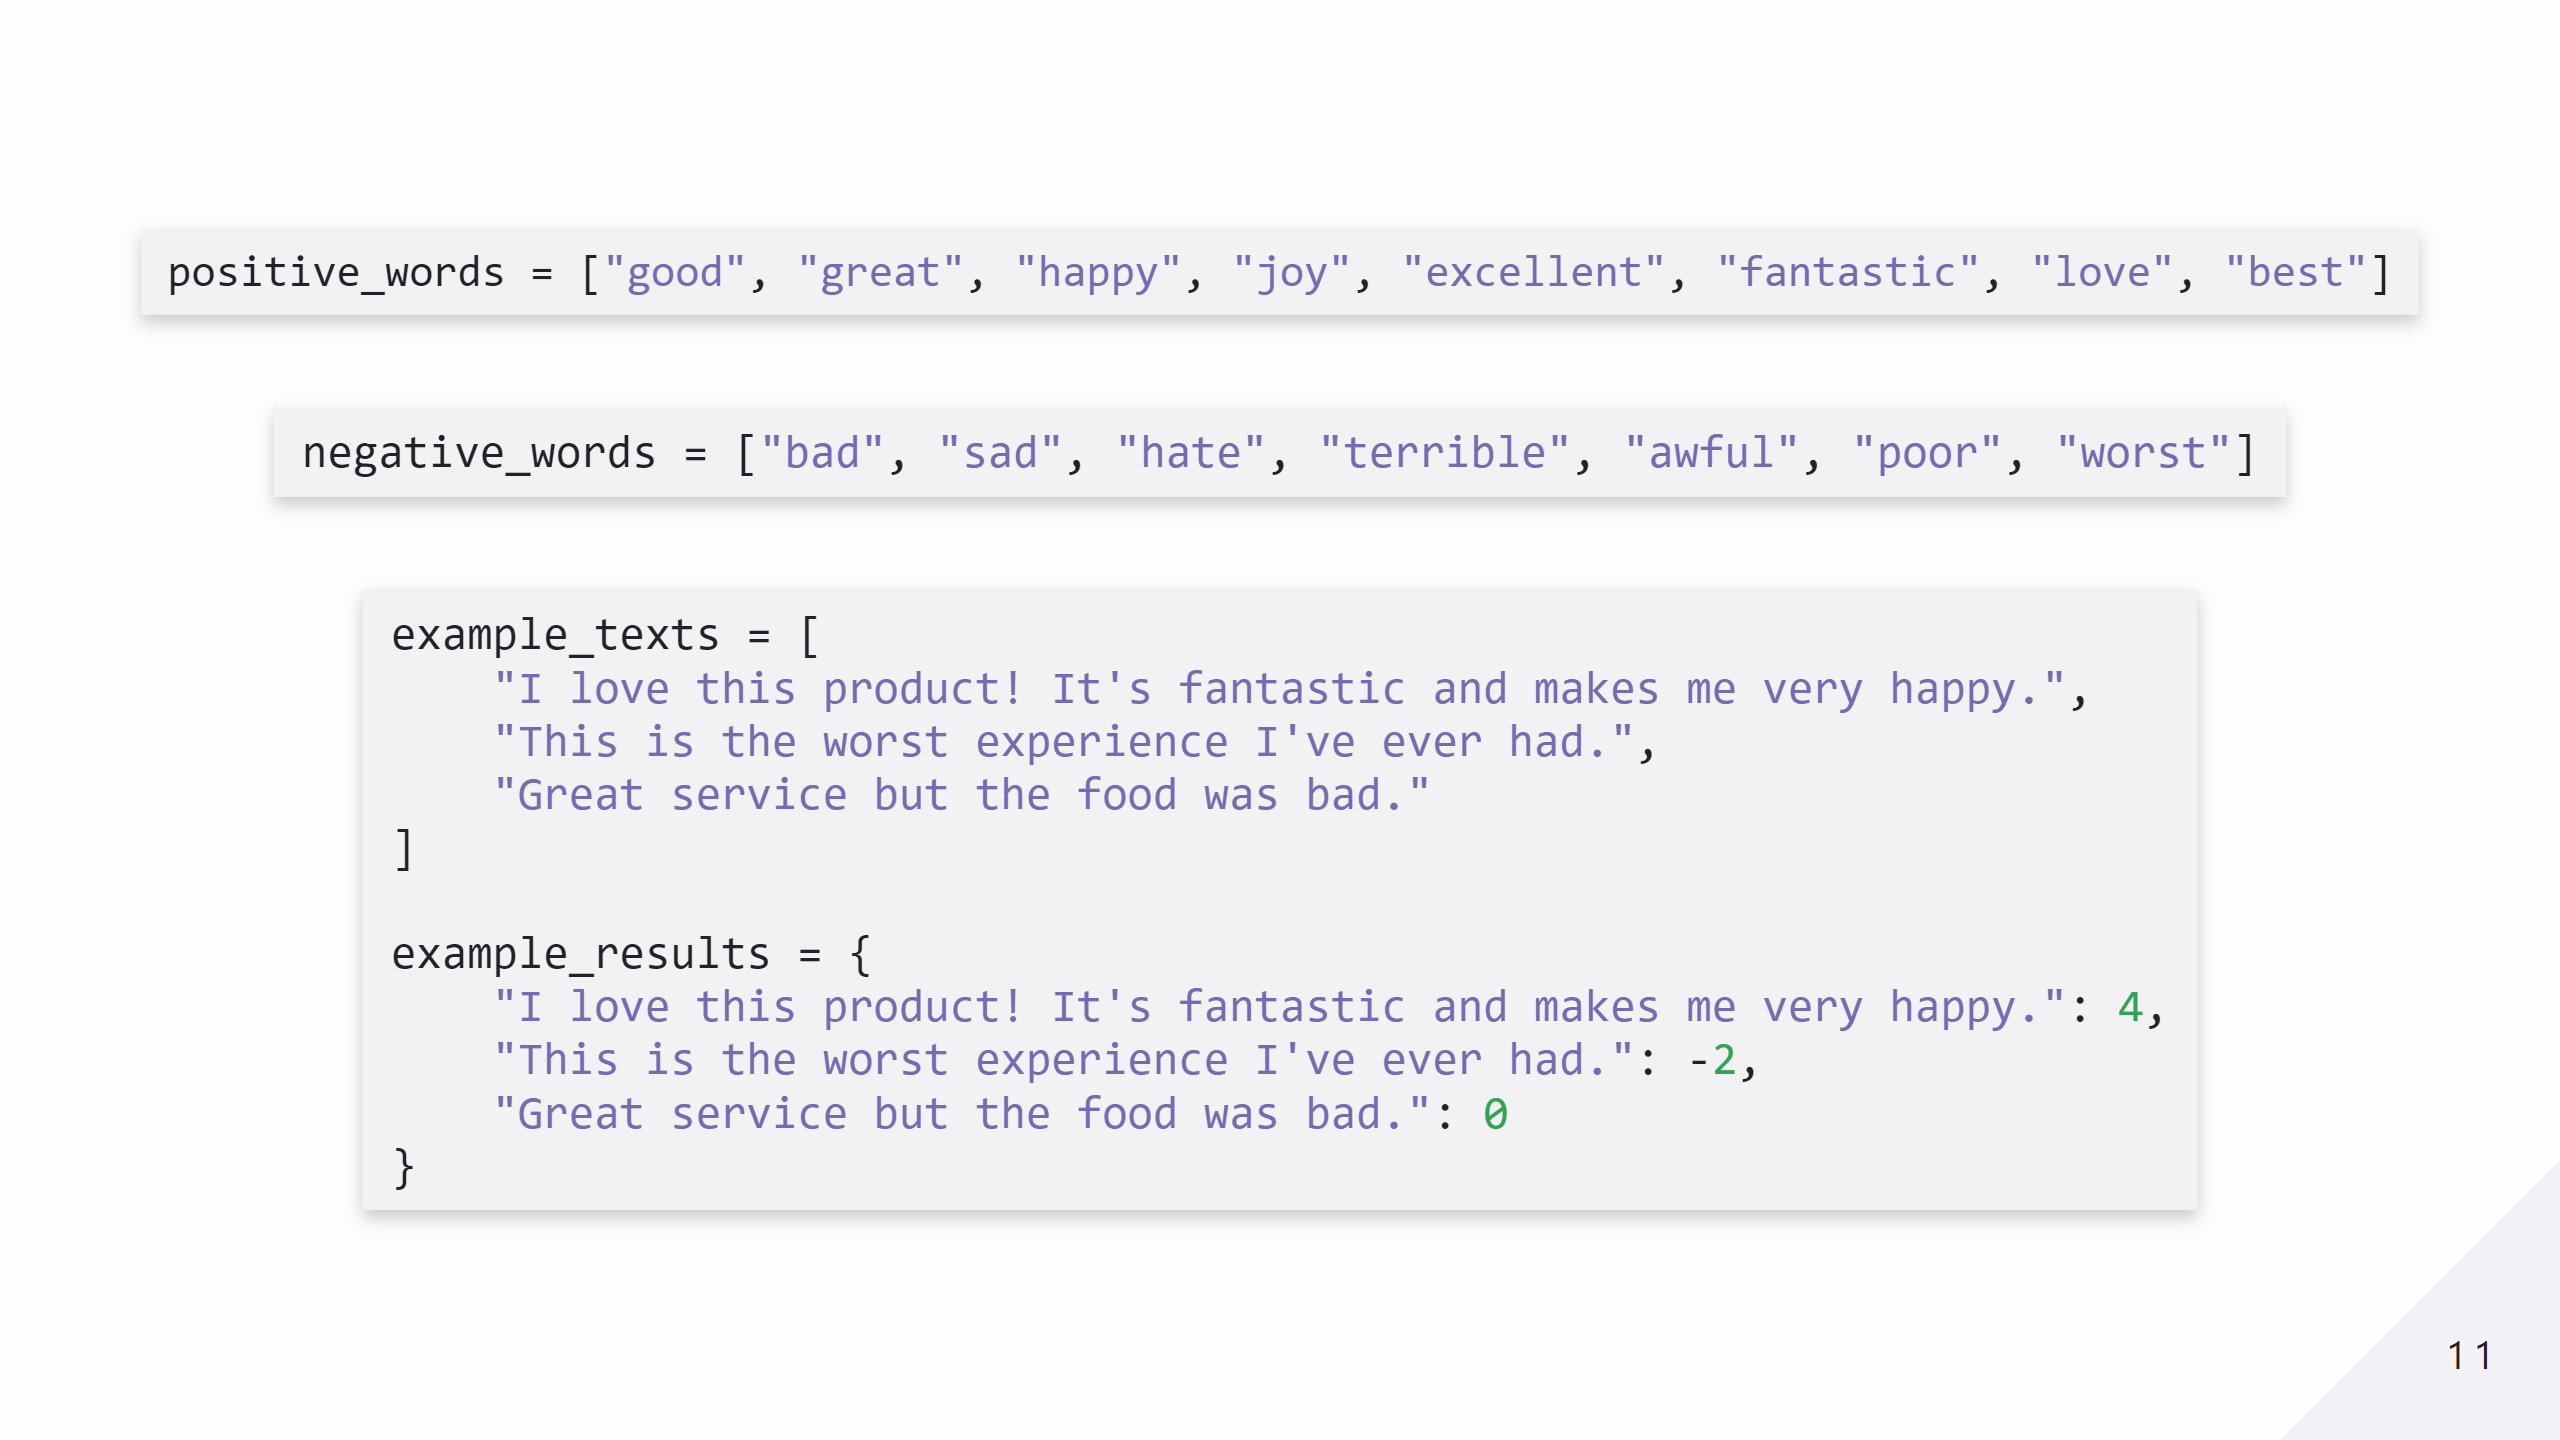 positive_words = ["good", "great", "happy", "joy", "excellent", "fantastic", "love", "best"]
negative_words = ["bad", "sad", "hate", "terrible", "awful", "poor", "worst"]
example_texts = [
    "I love this product! It's fantastic and makes me very happy.",
    "This is the worst experience I've ever had.",
    "Great service but the food was bad."
]
example_results = {
    "I love this product! It's fantastic and makes me very happy.": 4,
    "This is the worst experience I've ever had.": -2,
    "Great service but the food was bad.": 0
}
11